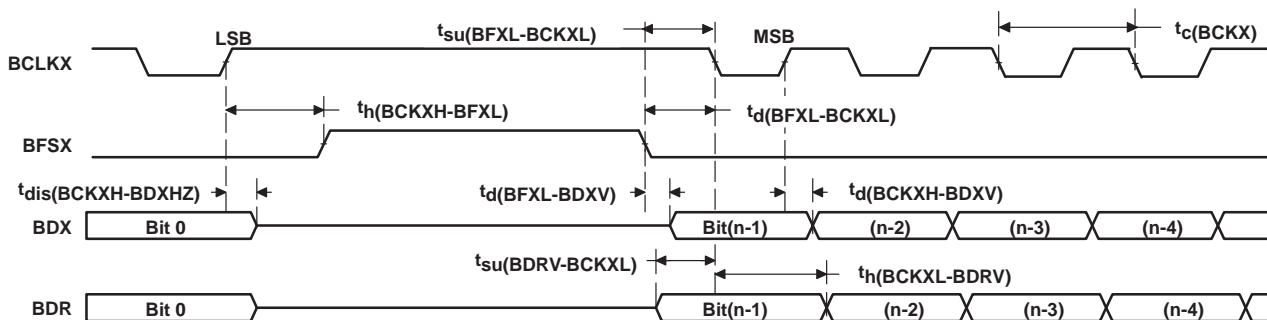 LSB tsu(BFXL-BCKXL) MSB tc(BCKX)
BCLKX
th(BCKXH-BFXL) td(BFXL-BCKXL)
BFSX
tdis(BCKXH-BDXHZ) td(BFXL-BDXV) td(BCKXH-BDXV)
BDX Bit 0 Bit(n-1) (n-2) (n-3) (n-4)
tsu(BDRV-BCKXL) th(BCKXL-BDRV)
BDR Bit 0 Bit(n-1) (n-2) (n-3) (n-4)